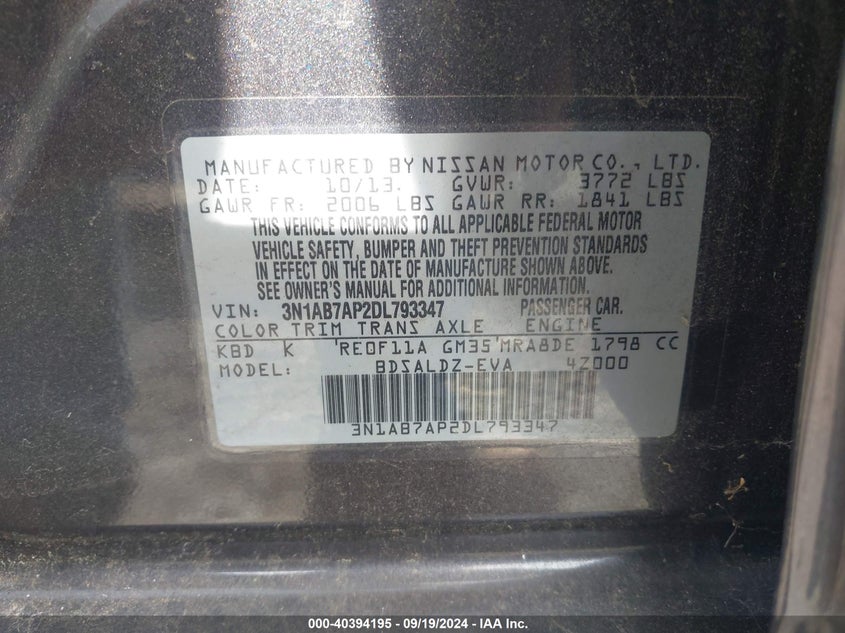 MANUFACTURED BY NISSAN MOTOR CO., LTD.
DATE: 10/13. GVWR: 3772 LBS
GAWR FR: 2006 LBS GAWR RR: 1841 LBS
THIS VEHICLE CONFORMS TO ALL APPLICABLE FEDERAL MOTOR
VEHICLE SAFETY, BUMPER AND THEFT PREVENTION STANDARDS
IN EFFECT ON THE DATE OF MANUFACTURE SHOWN ABOVE.
SEE OWNER'S MANUAL FOR ADDITIONAL INFORMATION.
VIN: 3N1AB7AP2DL793347 PASSENGER CAR.
COLOR TRIM TRANS AXLE ENGINE
KBD K 'RE0F11A GM35'MRA8DE 1798 CC
MODEL: BDSALDZ-EVA 4Z000
3N1AB7AP2DL793347
000-40394195 - 09/19/2024 - IAA, Inc.